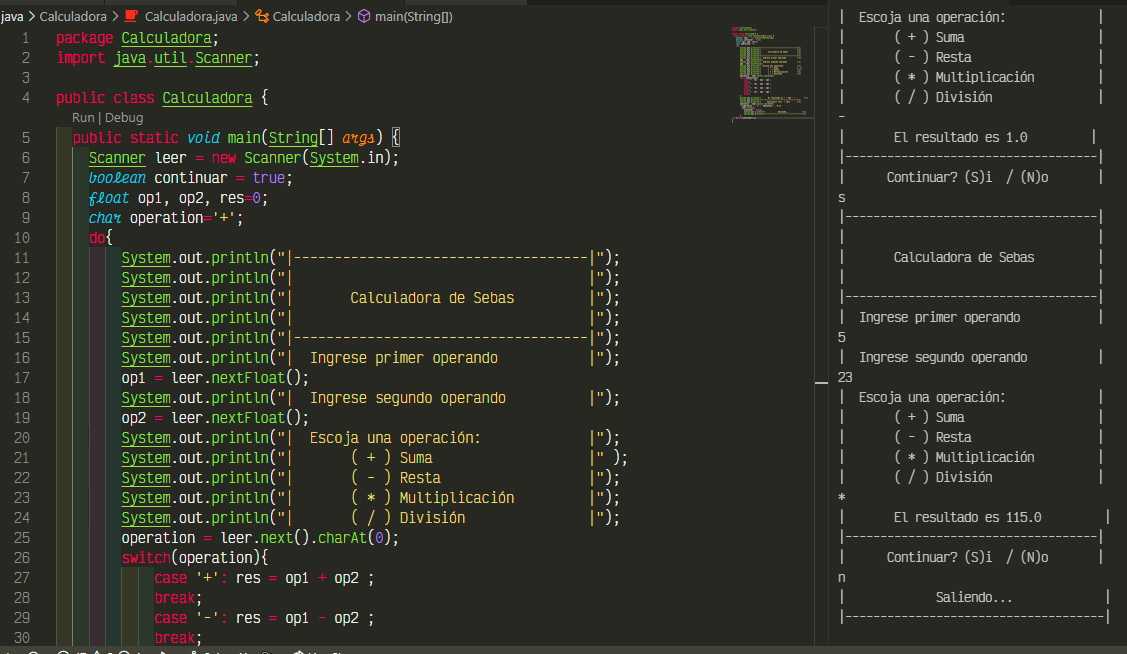 java > Calculadora > Calculadora.java > Calculadora > main(String[])
1 package Calculadora;
2 import java.util.Scanner;
3
4 public class Calculadora {
Run | Debug
5 public static void main(String[] args) {
6 Scanner leer = new Scanner(System.in);
7 boolean continuar = true;
8 float op1, op2, res=0;
9 char operation='+';
10 do{
11 System.out.println("|------------------------------------|");
12 System.out.println("|                                    |");
13 System.out.println("|       Calculadora de Sebas         |");
14 System.out.println("|                                    |");
15 System.out.println("|------------------------------------|");
16 System.out.println("|  Ingrese primer operando           |");
17 op1 = leer.nextFloat();
18 System.out.println("|  Ingrese segundo operando          |");
19 op2 = leer.nextFloat();
20 System.out.println("|  Escoja una operación:             |");
21 System.out.println("|       ( + ) Suma                   |" );
22 System.out.println("|       ( - ) Resta                  |");
23 System.out.println("|       ( * ) Multiplicación         |");
24 System.out.println("|       ( / ) División               |");
25 operation = leer.next().charAt(0);
26 switch(operation){
27 case '+': res = op1 + op2 ;
28 break;
29 case '-': res = op1 - op2 ;
30 break;
|  Escoja una operación:             |
|       ( + ) Suma                   |
|       ( - ) Resta                  |
|       ( * ) Multiplicación         |
|       ( / ) División               |
-
|       El resultado es 1.0         |
|------------------------------------|
|      Continuar? (S)i  / (N)o       |
s
|------------------------------------|
|                                    |
|       Calculadora de Sebas         |
|                                    |
|------------------------------------|
|  Ingrese primer operando           |
5
|  Ingrese segundo operando          |
23
|  Escoja una operación:             |
|       ( + ) Suma                   |
|       ( - ) Resta                  |
|       ( * ) Multiplicación         |
|       ( / ) División               |
*
|       El resultado es 115.0         |
|------------------------------------|
|      Continuar? (S)i  / (N)o       |
n
|             Saliendo...             |
|-------------------------------------|